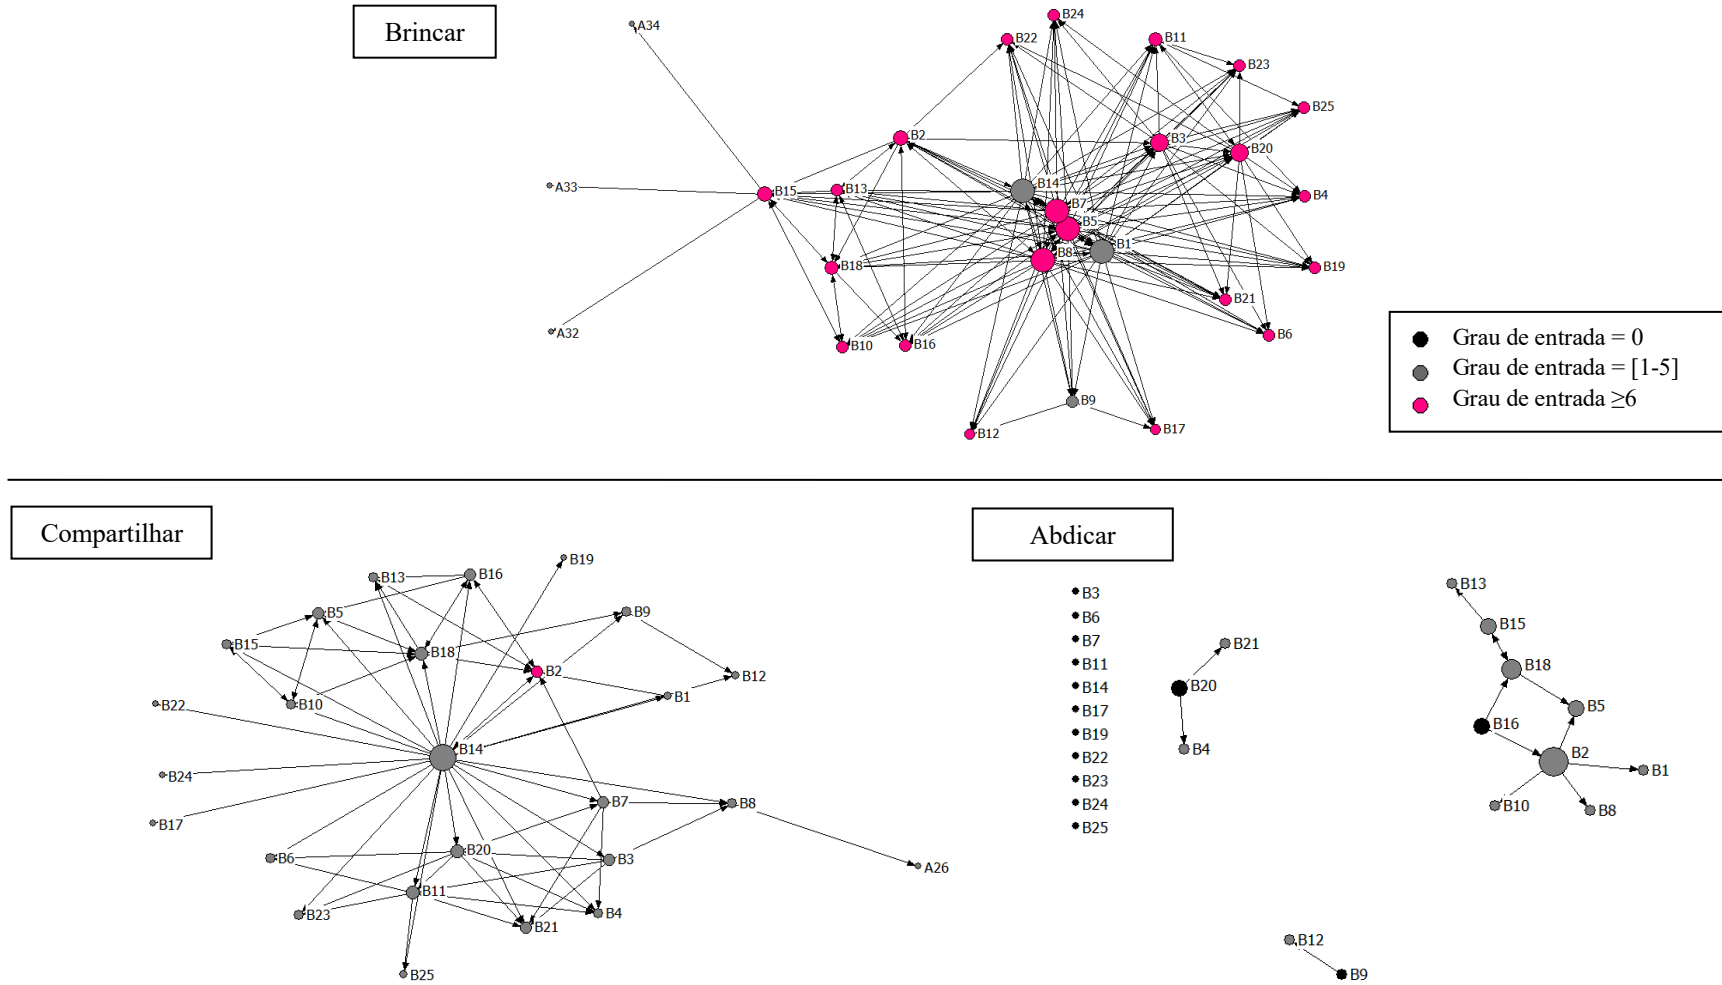 Brincar
A34
B24
B22
B11
B23
B25
B2
B3
B20
A33
B15
B13
B14
B4
B7
B5
B1
B8
B18
B19
B21
A32
B10
B16
B6
B9
B12
B17
Grau de entrada = 0
Grau de entrada = [1-5]
Grau de entrada ≥6
Compartilhar
B19
B13
B16
B5
B9
B15
B18
B2
B12
B1
B22
B10
B14
B24
B7
B8
B17
B20
B6
B3
A26
B11
B23
B4
B21
B25
Abdicar
B3
B6
B7
B11
B14
B17
B19
B22
B23
B24
B25
B21
B20
B4
B13
B15
B18
B5
B16
B2
B1
B10
B8
B12
B9